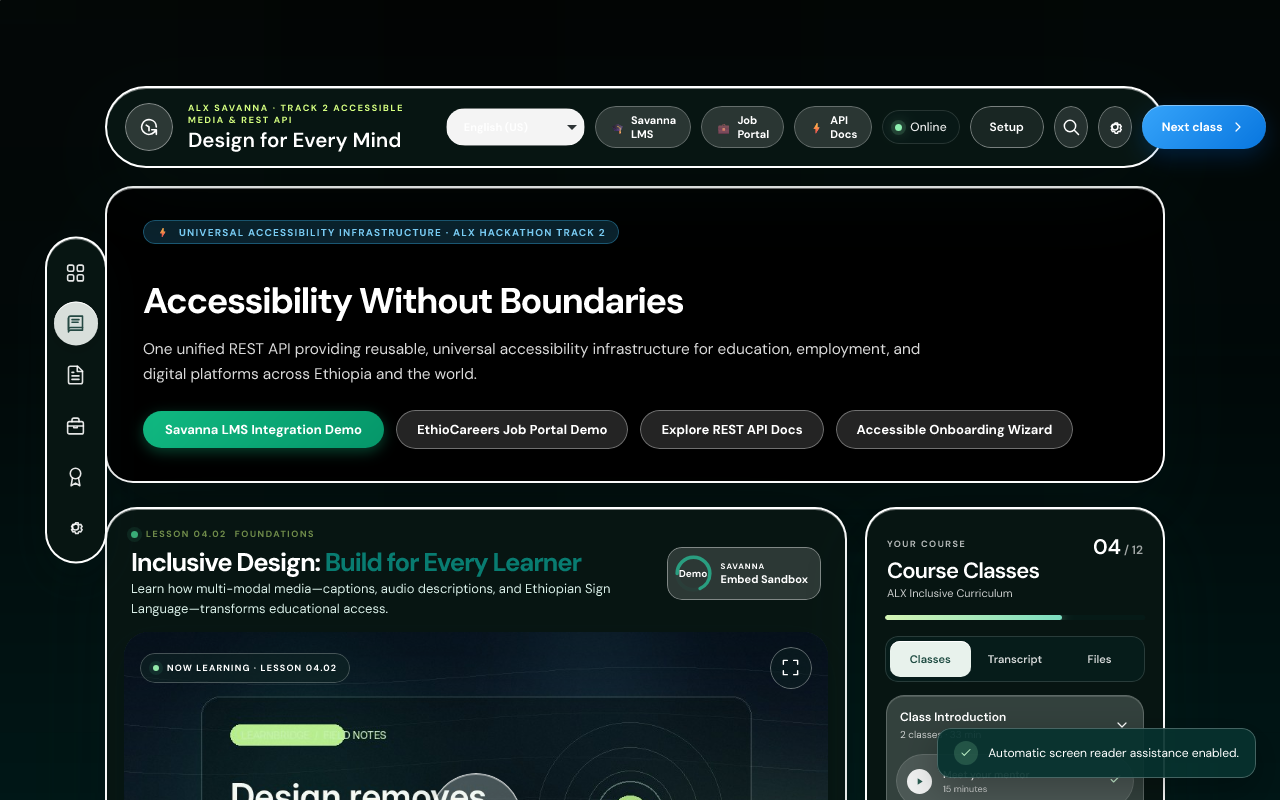 ALX SAVANNA · TRACK 2 ACCESSIBLE
MEDIA & REST API
Design for Every Mind
English (US)
Savanna
LMS
Job
Portal
API
Docs
Online
Setup
Next class
UNIVERSAL ACCESSIBILITY INFRASTRUCTURE · ALX HACKATHON TRACK 2
Accessibility Without Boundaries
One unified REST API providing reusable, universal accessibility infrastructure for education, employment, and
digital platforms across Ethiopia and the world.
Savanna LMS Integration Demo
EthioCareers Job Portal Demo
Explore REST API Docs
Accessible Onboarding Wizard
LESSON 04.02 FOUNDATIONS
Inclusive Design: Build for Every Learner
Learn how multi-modal media—captions, audio descriptions, and Ethiopian Sign
Language—transforms educational access.
Demo
SAVANNA
Embed Sandbox
NOW LEARNING · LESSON 04.02
NOTES
Design removes
YOUR COURSE
04 / 12
Course Classes
ALX Inclusive Curriculum
Classes
Transcript
Files
Class Introduction
2 classes
15 minutes
Automatic screen reader assistance enabled.